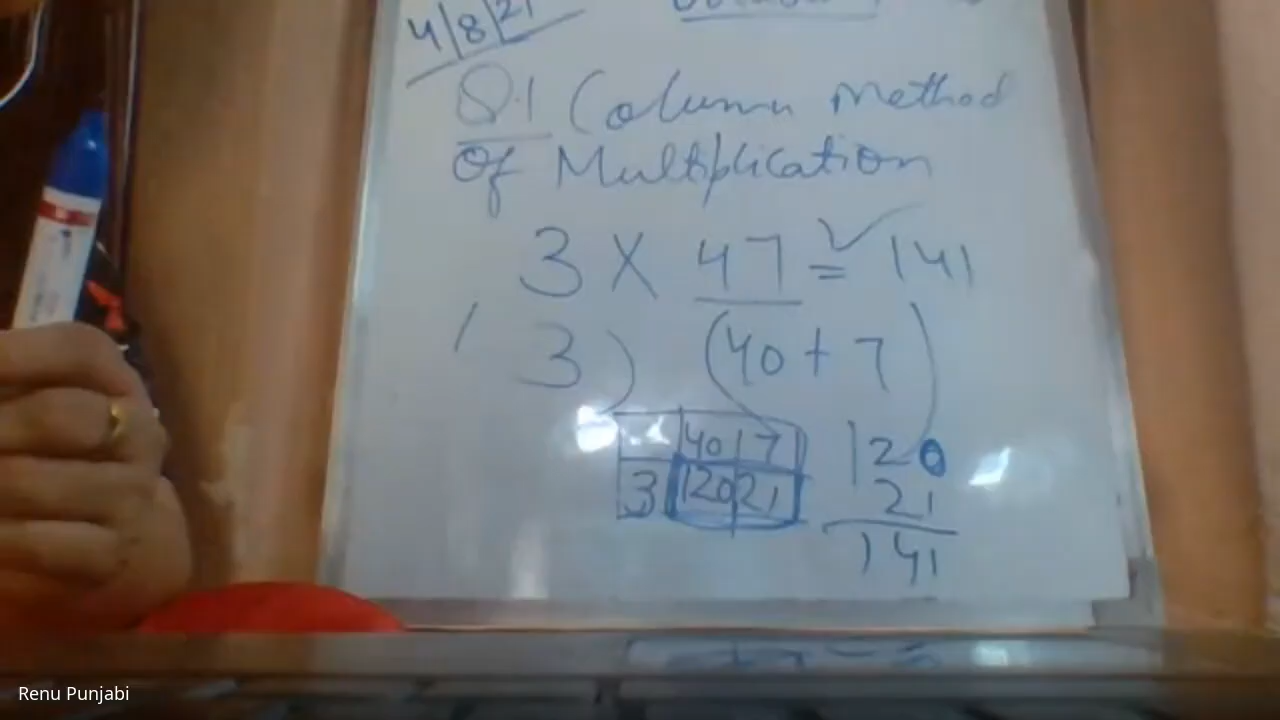 4/8/21
Q.1 Column Method
Of Multiplication
3 X 47 = 141
3) (40 + 7)
40 7
3 120 21
120
21
141
Renu Punjabi